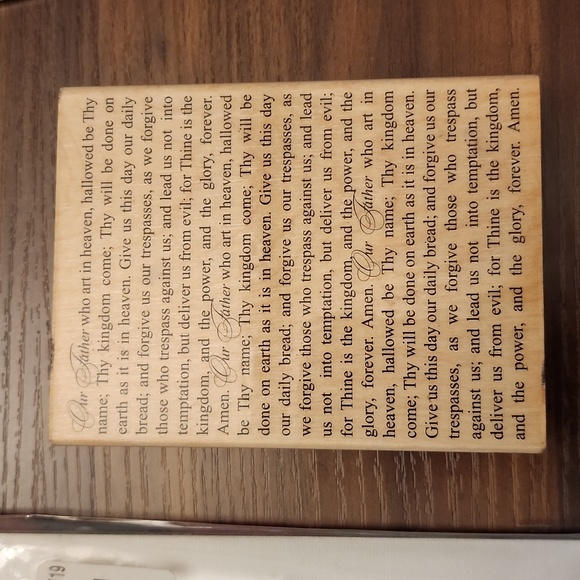 Our Father who art in heaven, hallowed be Thy
name; Thy kingdom come; Thy will be done on
earth as it is in heaven. Give us this day our daily
bread; and forgive us our trespasses, as we forgive
those who trespass against us; and lead us not into
temptation, but deliver us from evil; for Thine is the
kingdom, and the power, and the glory, forever.
Amen. Our Father who art in heaven, hallowed
be Thy name; Thy kingdom come; Thy will be
done on earth as it is in heaven. Give us this day
our daily bread; and forgive us our trespasses, as
we forgive those who trespass against us; and lead
us not into temptation, but deliver us from evil;
for Thine is the kingdom, and the power, and the
glory, forever. Amen. Our Father who art in
heaven, hallowed be Thy name; Thy kingdom
come; Thy will be done on earth as it is in heaven.
Give us this day our daily bread; and forgive us our
trespasses, as we forgive those who trespass
against us; and lead us not into temptation, but
deliver us from evil; for Thine is the kingdom,
and the power, and the glory, forever. Amen.